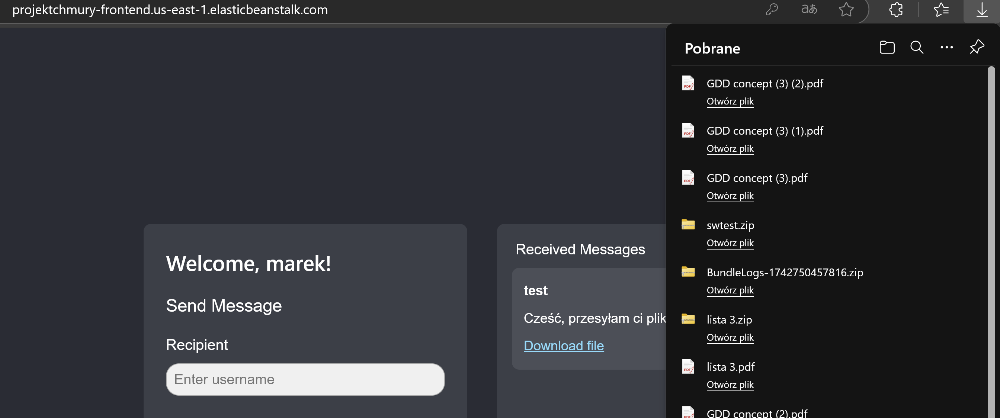 projektchmury-frontend.us-east-1.elasticbeanstalk.com
aあ
Welcome, marek!
Send Message
Recipient
Enter username
Received Messages
test
Cześć, przesyłam ci plik
Download file
Pobrane
GDD concept (3) (2).pdf
Otwórz plik
GDD concept (3) (1).pdf
Otwórz plik
GDD concept (3).pdf
Otwórz plik
swtest.zip
Otwórz plik
BundleLogs-1742750457816.zip
Otwórz plik
lista 3.zip
Otwórz plik
lista 3.pdf
Otwórz plik
GDD concept (2).pdf